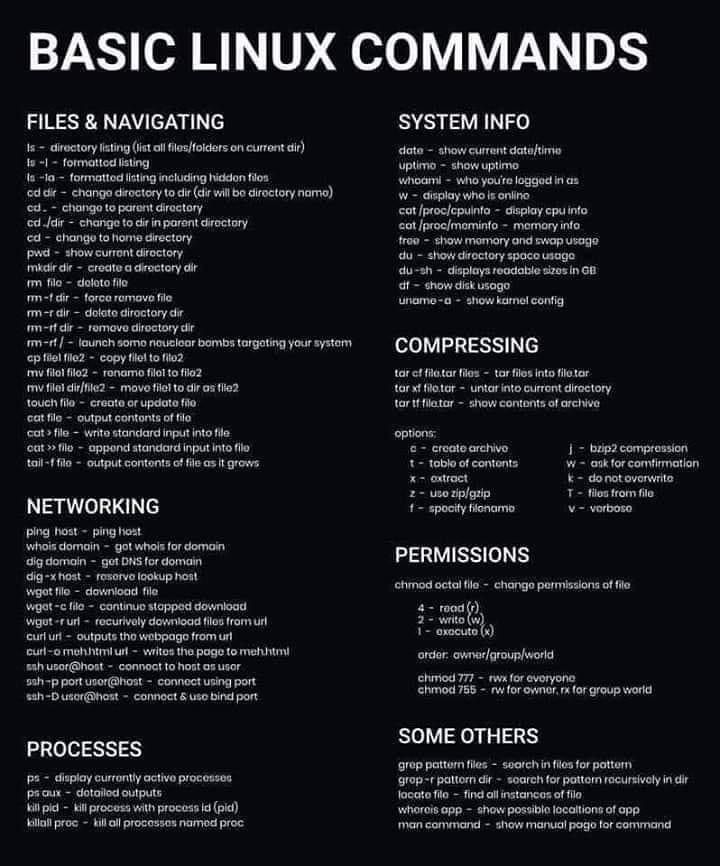 BASIC LINUX COMMANDS
FILES & NAVIGATING
ls - directory listing (list all files/folders on current dir)
ls -l - formatted listing
ls -la - formatted listing including hidden files
cd dir - change directory to dir (dir will be directory name)
cd .. - change to parent directory
cd ../dir - change to dir in parent directory
cd - change to home directory
pwd - show current directory
mkdir dir - create a directory dir
rm file - delete file
rm -f dir - force remove file
rm -r dir - delete directory dir
rm -rf dir - remove directory dir
rm -rf / - launch some neuclear bombs targeting your system
cp file1 file2 - copy file1 to file2
mv file1 file2 - rename file1 to file2
mv file1 dir/file2 - move file1 to dir as file2
touch file - create or update file
cat file - output contents of file
cat > file - write standard input into file
cat >> file - append standard input into file
tail -f file - output contents of file as it grows
NETWORKING
ping host - ping host
whois domain - get whois for domain
dig domain - get DNS for domain
dig -x host - reserve lookup host
wget file - download file
wget -c file - continue stopped download
wget -r url - recurively download files from url
curl url - outputs the webpage from url
curl -o meh.html url - writes the page to meh.html
ssh user@host - connect to host as user
ssh -p port user@host - connect using port
ssh -D user@host - connect & use bind port
PROCESSES
ps - display currently active processes
ps aux - detailed outputs
kill pid - kill process with process id (pid)
killall proc - kill all processes named proc
SYSTEM INFO
date - show current date/time
uptime - show uptime
whoami - who you're logged in as
w - display who is online
cat /proc/cpuinfo - display cpu info
cat /proc/meminfo - memory info
free - show memory and swap usage
du - show directory space usage
du -sh - displays readable sizes in GB
df - show disk usage
uname -a - show karnel config
COMPRESSING
tar cf file.tar files - tar files into file.tar
tar xf file.tar - untar into current directory
tar tf file.tar - show contents of archive
options:
c - create archive
t - table of contents
x - extract
z - use zip/gzip
f - specify filename
j - bzip2 compression
w - ask for comfirmation
k - do not overwrite
T - files from file
v - verbose
PERMISSIONS
chmod octal file - change permissions of file
4 - read (r)
2 - write (w)
1 - execute (x)
order: owner/group/world
chmod 777 - rwx for everyone
chmod 755 - rw for owner, rx for group world
SOME OTHERS
grep pattern files - search in files for pattern
grep -r pattern dir - search for pattern recursively in dir
locate file - find all instances of file
whereis app - show possible localtions of app
man command - show manual page for command